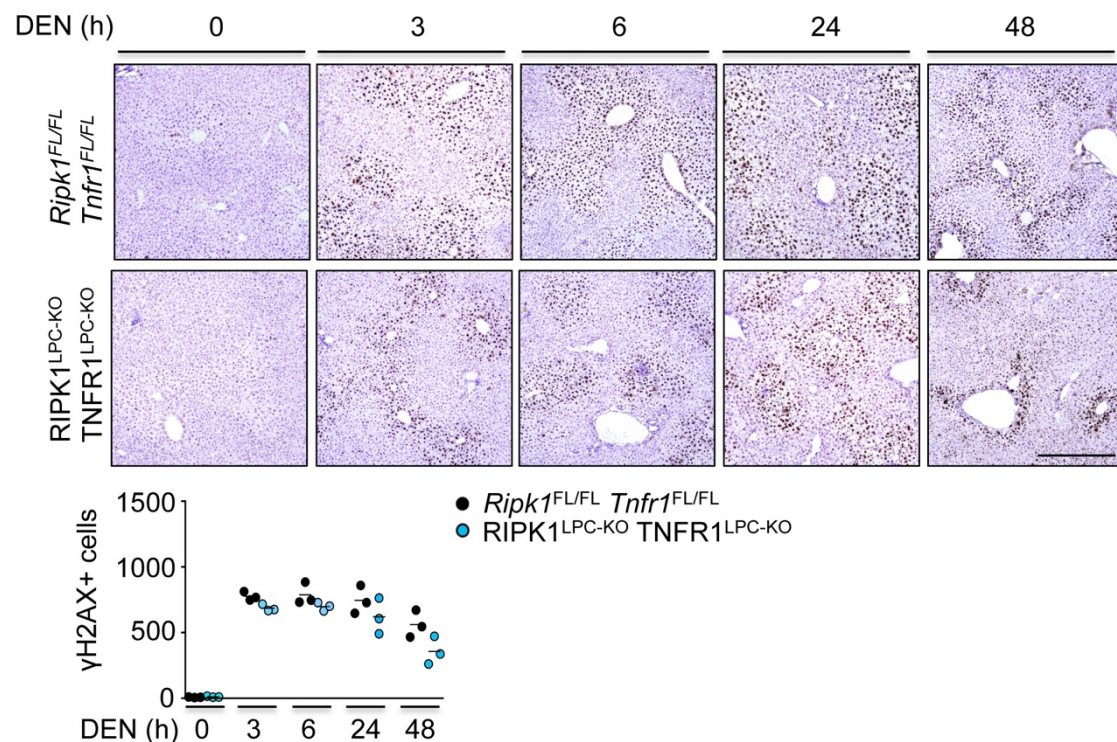 DEN (h) 0 3 6 24 48
Ripk1FL/FL
Tnfr1FL/FL
RIPK1LPC-KO
TNFR1LPC-KO
1500
1000
500
0
γH2AX+ cells
Ripk1FL/FL Tnfr1FL/FL
RIPK1LPC-KO TNFR1LPC-KO
DEN (h) 0 3 6 24 48